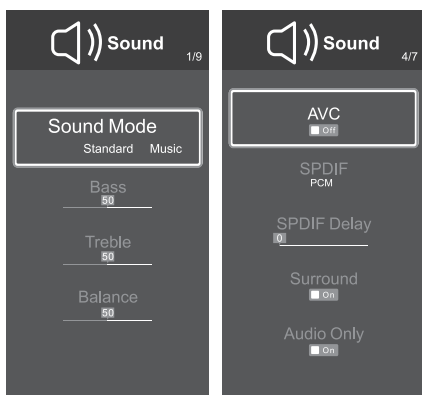 Sound
1/9
Sound Mode
Standard Music
Bass
50
Treble
50
Balance
50
Sound
4/7
AVC
Off
SPDIF
PCM
SPDIF Delay
0
Surround
On
Audio Only
On